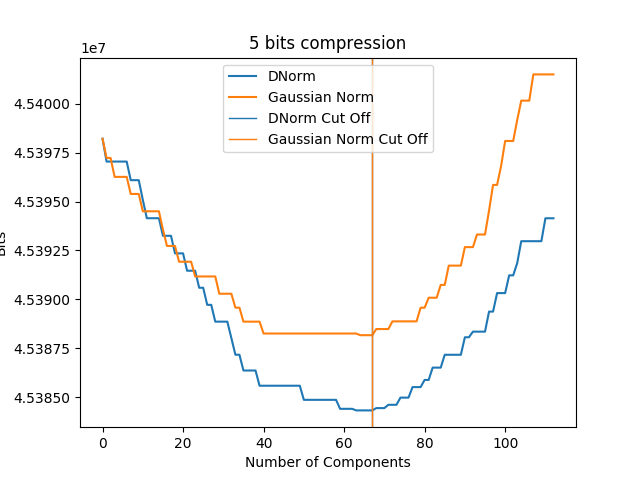 5 bits compression
1e7
DNorm
Gaussian Norm
DNorm Cut Off
Gaussian Norm Cut Off
4.54000
4.53975
4.53950
4.53925
4.53900
4.53875
4.53850
0 20 40 60 80 100
Number of Components